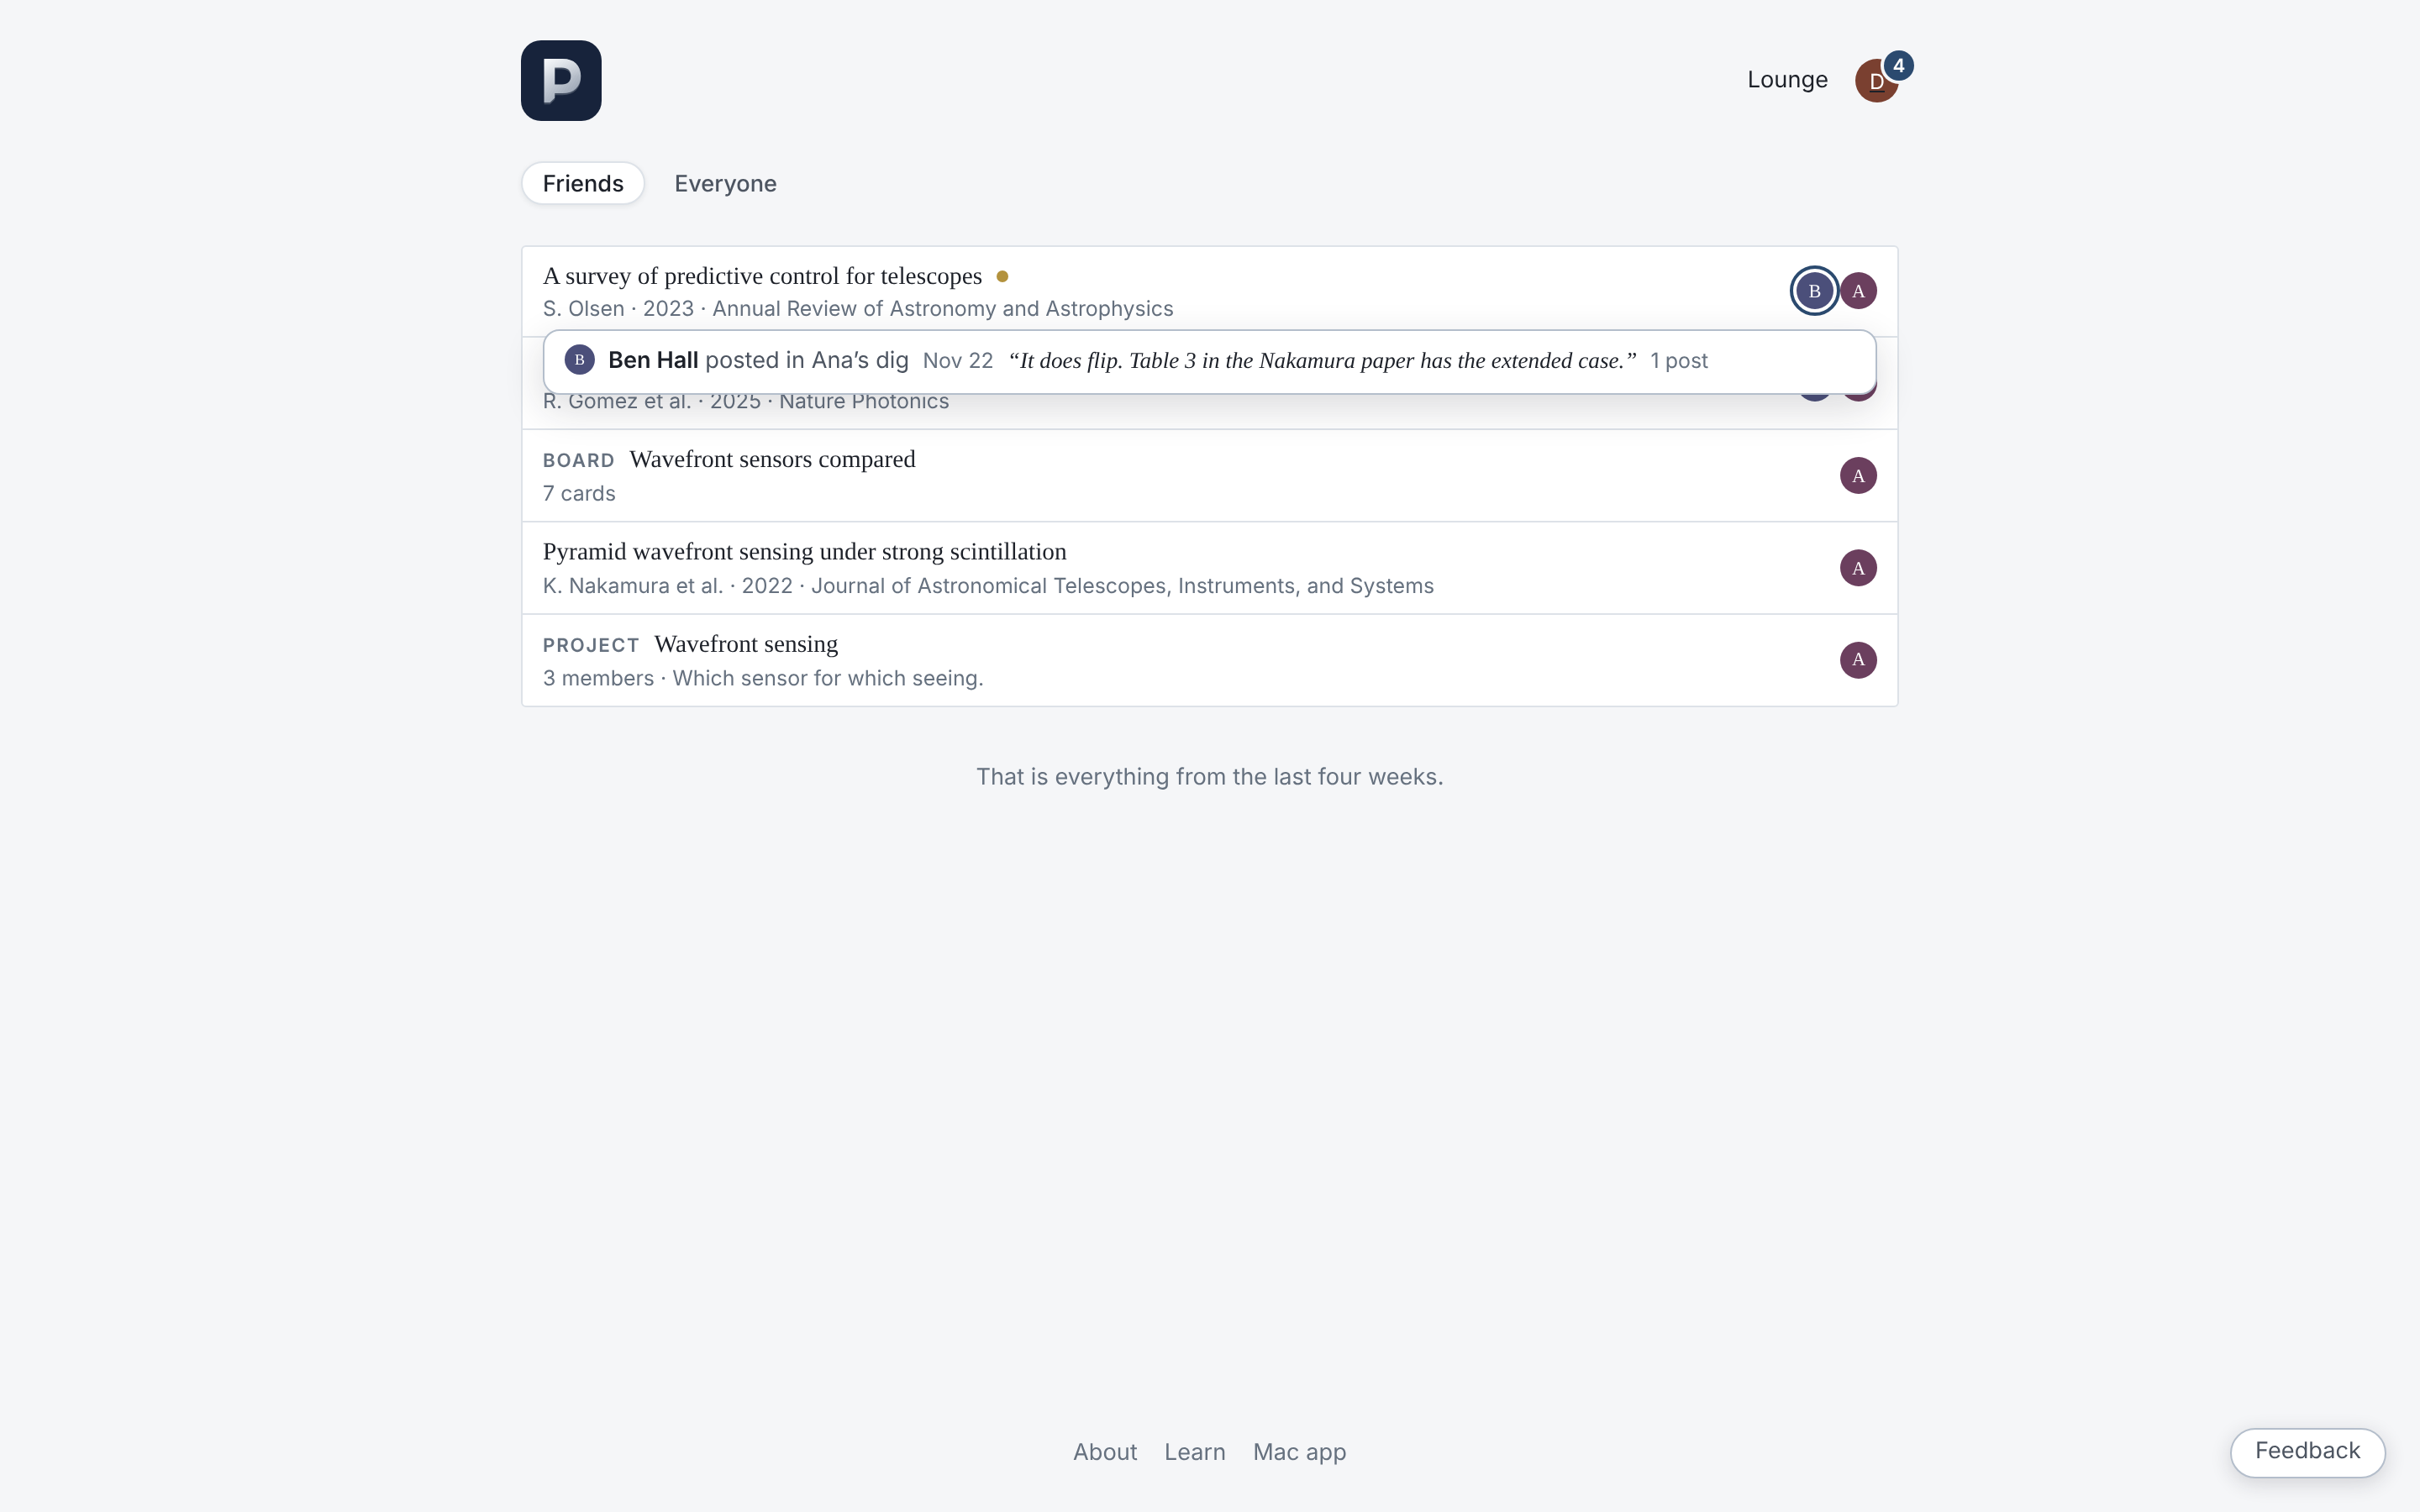 P
Lounge D 4
Friends Everyone
A survey of predictive control for telescopes
S. Olsen · 2023 · Annual Review of Astronomy and Astrophysics
B A
B Ben Hall posted in Ana’s dig Nov 22 “It does flip. Table 3 in the Nakamura paper has the extended case.” 1 post
R. Gomez et al. · 2025 · Nature Photonics
BOARD Wavefront sensors compared
7 cards
A
Pyramid wavefront sensing under strong scintillation
K. Nakamura et al. · 2022 · Journal of Astronomical Telescopes, Instruments, and Systems
A
PROJECT Wavefront sensing
3 members · Which sensor for which seeing.
A
That is everything from the last four weeks.
About Learn Mac app
Feedback